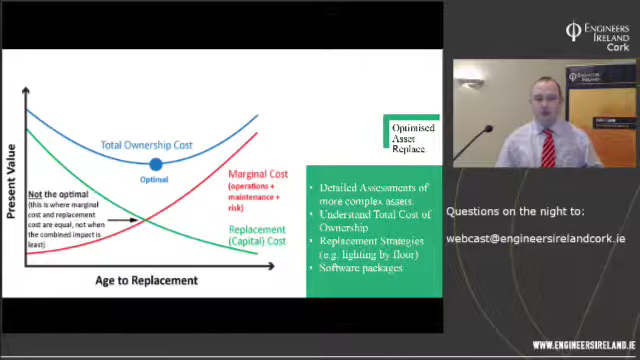 ENGINEERS
IRELAND
Cork
Total Ownership Cost
Optimal
Marginal Cost
(operations +
maintenance +
risk)
Replacement
(Capital) Cost
Not the optimal
(this is where marginal
cost and replacement
cost are equal, not when
the combined impact is
least)
Present Value
Age to Replacement
Optimised
Asset
Replace.
Detailed Assessments of
more complex assets.
Understand Total Cost of
Ownership
Replacement Strategies
(e.g. lighting by floor)
Software packages
Questions on the night to:
webcast@engineersirelandcork.ie
WWW.ENGINEERSIRELAND.IE